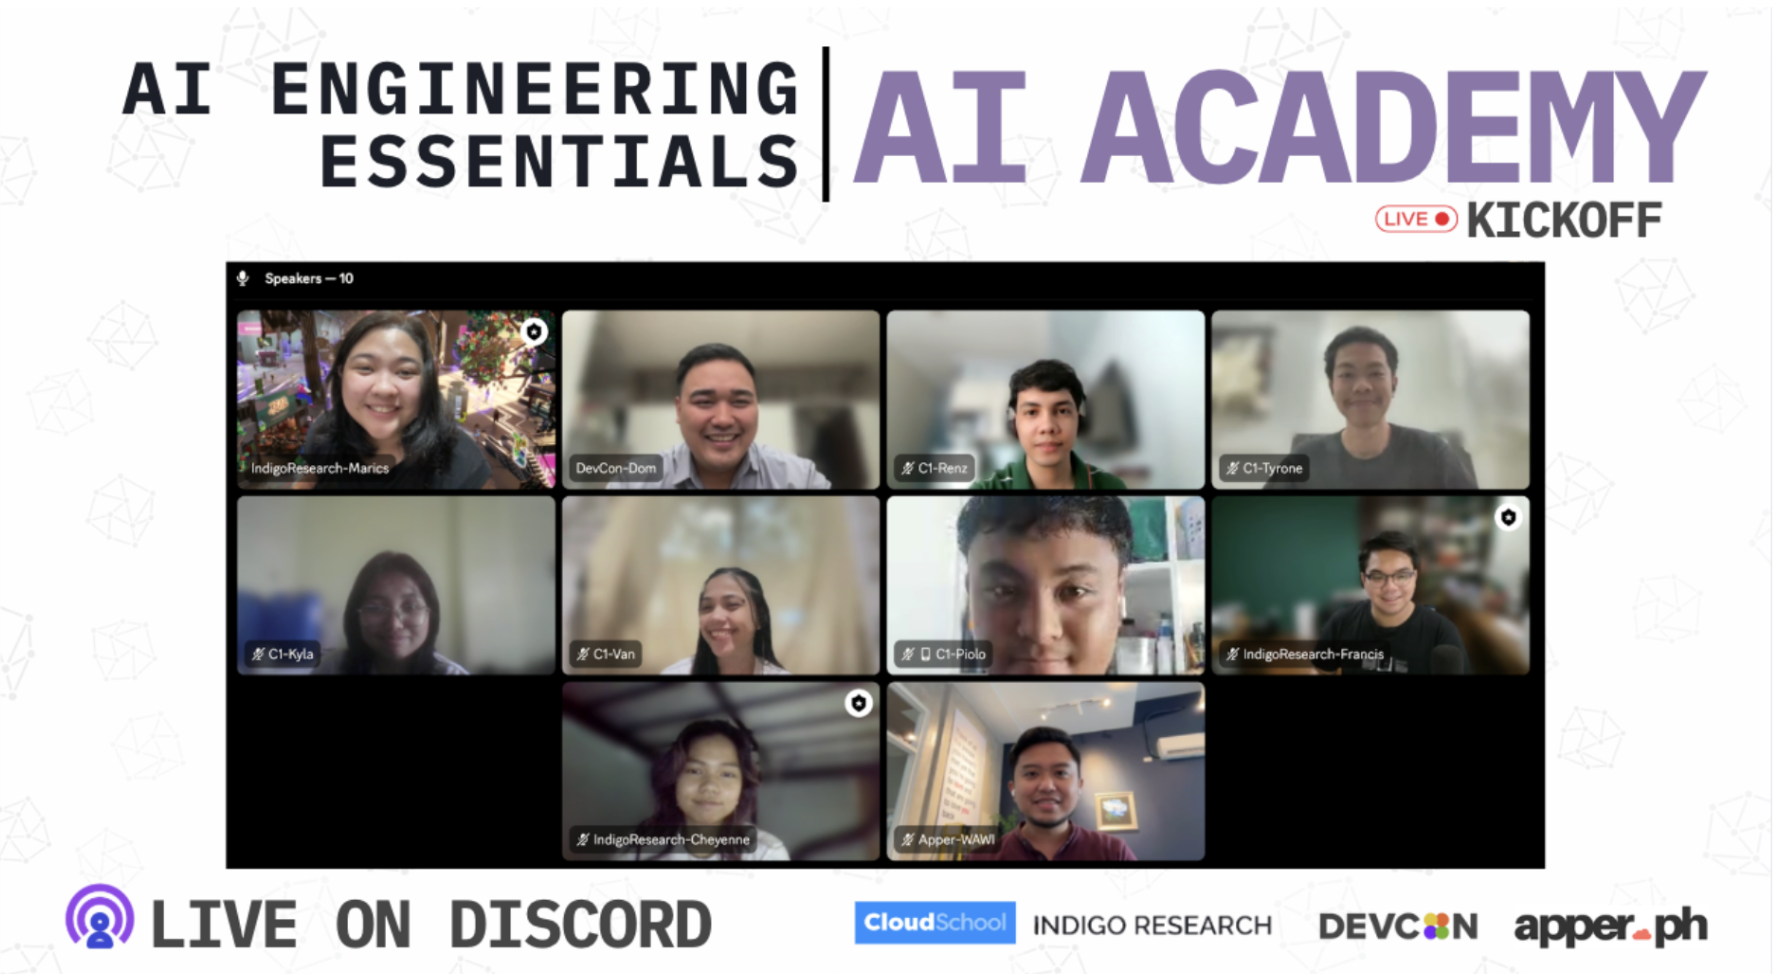 AI ENGINEERING
ESSENTIALS
AI ACADEMY
LIVE KICKOFF
Speakers — 10
IndigoResearch-Marics
DevCon-Dom
C1-Renz
C1-Tyrone
C1-Kyla
C1-Van
C1-Piolo
IndigoResearch-Francis
IndigoResearch-Cheyenne
Apper-WAWI
LIVE ON DISCORD
CloudSchool
INDIGO RESEARCH
DEVCON
apper.ph